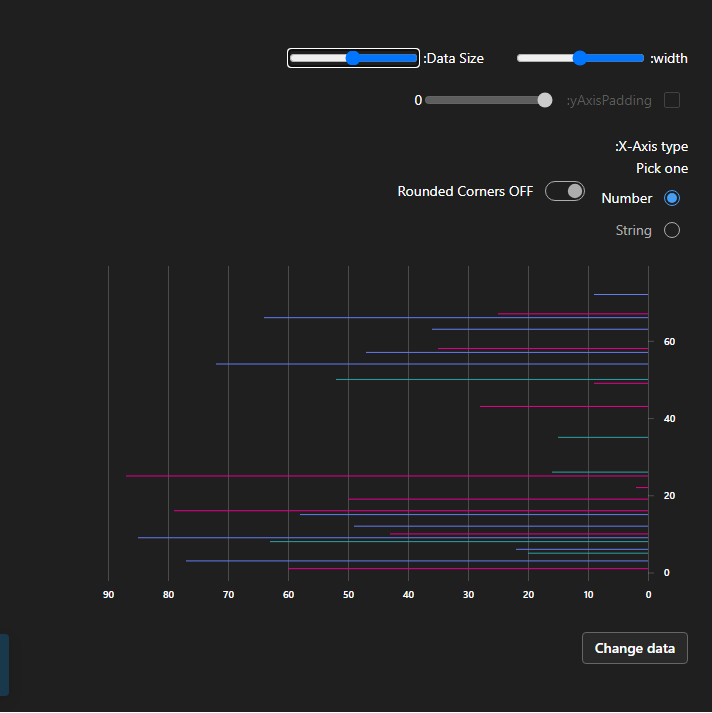 :width
:Data Size
:yAxisPadding
0
:X-Axis type
Pick one
Number
Rounded Corners OFF
String
60
40
20
0
90 80 70 60 50 40 30 20 10 0
Change data